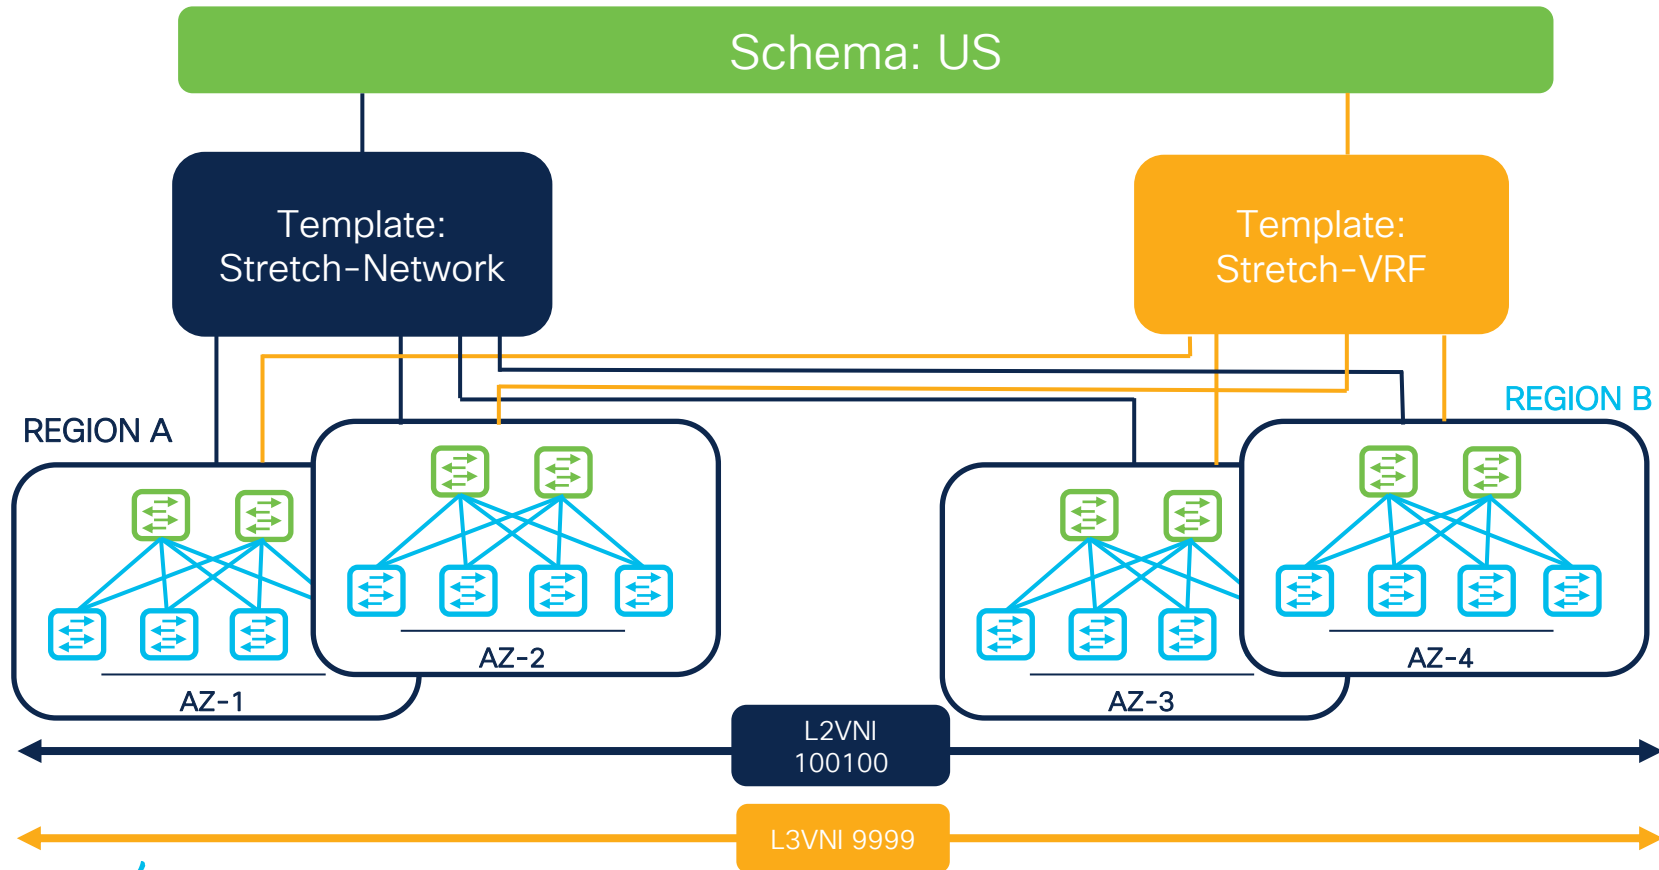 Schema: US
Template:
Stretch-Network
Template:
Stretch-VRF
REGION A
REGION B
AZ-1
AZ-2
AZ-3
AZ-4
L2VNI
100100
L3VNI 9999